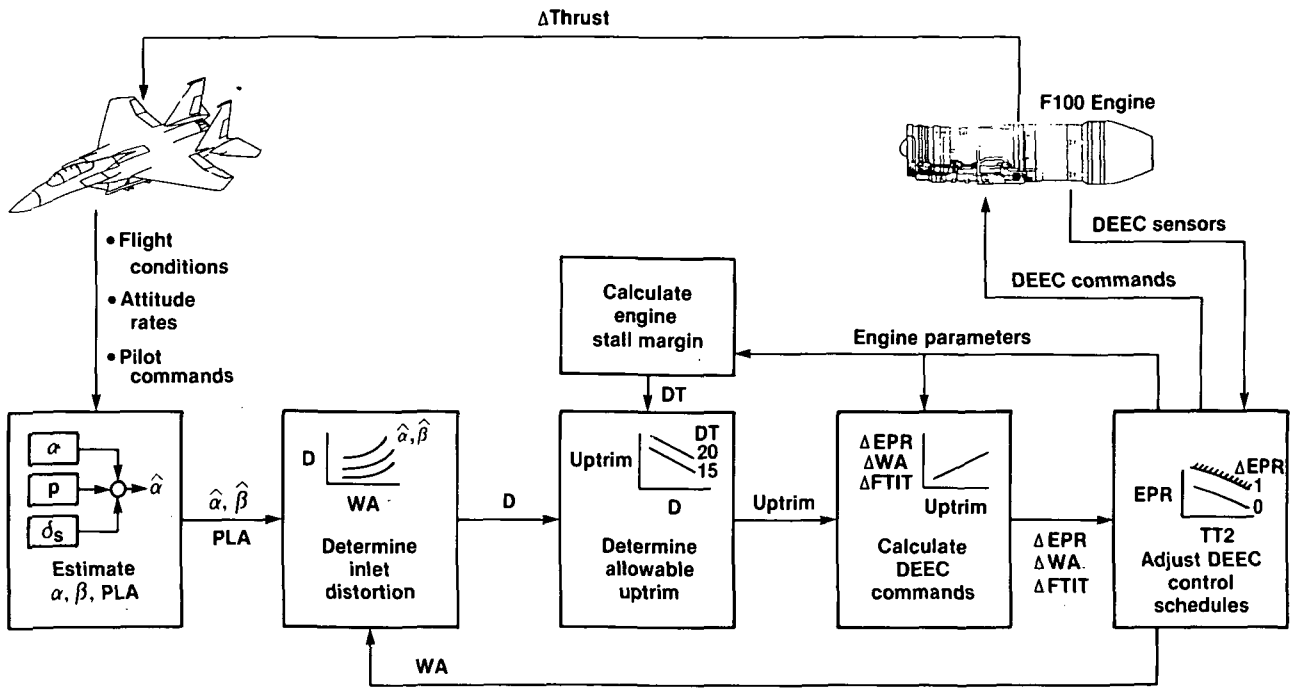 ΔThrust
F100 Engine
• Flight
conditions
• Attitude
rates
• Pilot
commands
DEEC sensors
DEEC commands
Calculate
engine
stall margin
Engine parameters
DT
α
p
δs
α̂
Estimate
α, β, PLA
α̂, β̂
PLA
D
α̂, β̂
WA
Determine
inlet
distortion
D
Uptrim
DT
20
15
D
Determine
allowable
uptrim
Uptrim
ΔEPR
ΔWA
ΔFTIT
Uptrim
Calculate
DEEC
commands
ΔEPR
ΔWA
ΔFTIT
EPR
ΔEPR
1
0
TT2
Adjust DEEC
control
schedules
WA